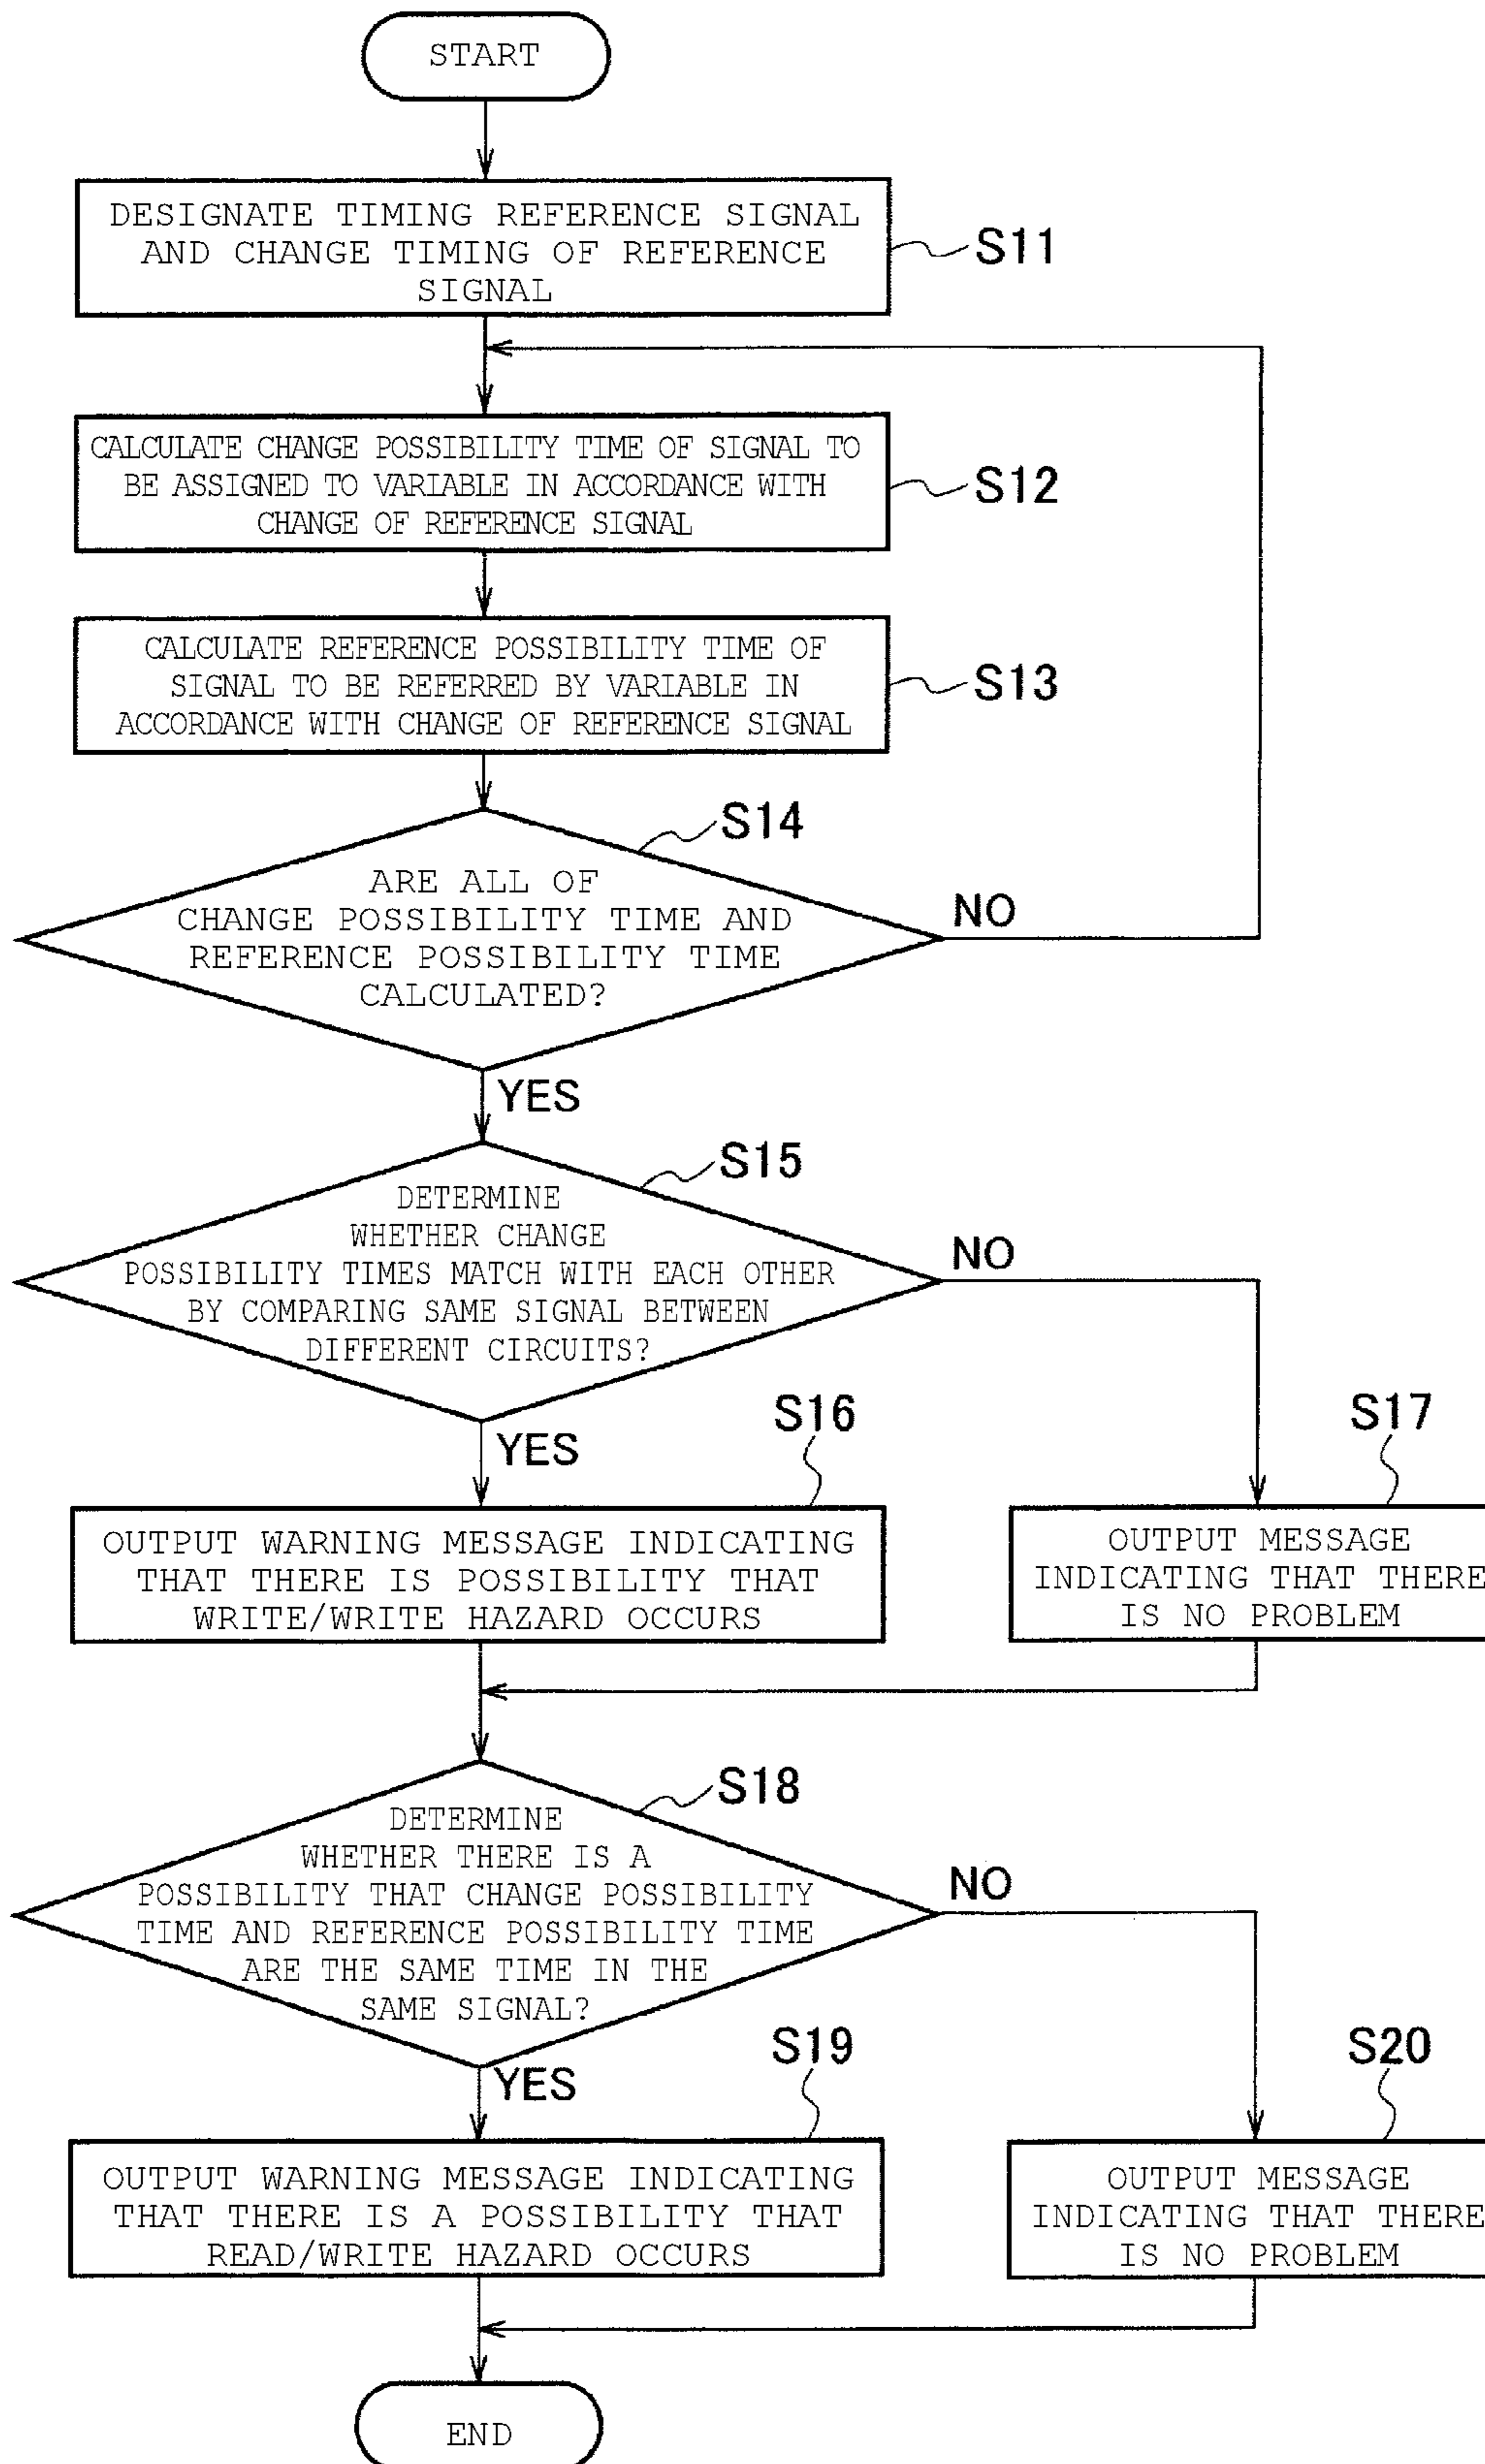 START
DESIGNATE TIMING REFERENCE SIGNAL
AND CHANGE TIMING OF REFERENCE
SIGNAL
S11
CALCULATE CHANGE POSSIBILITY TIME OF SIGNAL TO
BE ASSIGNED TO VARIABLE IN ACCORDANCE WITH
CHANGE OF REFERENCE SIGNAL
S12
CALCULATE REFERENCE POSSIBILITY TIME OF
SIGNAL TO BE REFERRED BY VARIABLE IN
ACCORDANCE WITH CHANGE OF REFERENCE SIGNAL
S13
S14
ARE ALL OF
CHANGE POSSIBILITY TIME AND
REFERENCE POSSIBILITY TIME
CALCULATED?
NO
YES
S15
DETERMINE
WHETHER CHANGE
POSSIBILITY TIMES MATCH WITH EACH OTHER
BY COMPARING SAME SIGNAL BETWEEN
DIFFERENT CIRCUITS?
NO
YES
S16
OUTPUT WARNING MESSAGE INDICATING
THAT THERE IS POSSIBILITY THAT
WRITE/WRITE HAZARD OCCURS
S17
OUTPUT MESSAGE
INDICATING THAT THERE
IS NO PROBLEM
S18
DETERMINE
WHETHER THERE IS A
POSSIBILITY THAT CHANGE POSSIBILITY
TIME AND REFERENCE POSSIBILITY TIME
ARE THE SAME TIME IN THE
SAME SIGNAL?
NO
YES
S19
OUTPUT WARNING MESSAGE INDICATING
THAT THERE IS A POSSIBILITY THAT
READ/WRITE HAZARD OCCURS
S20
OUTPUT MESSAGE
INDICATING THAT THERE
IS NO PROBLEM
END